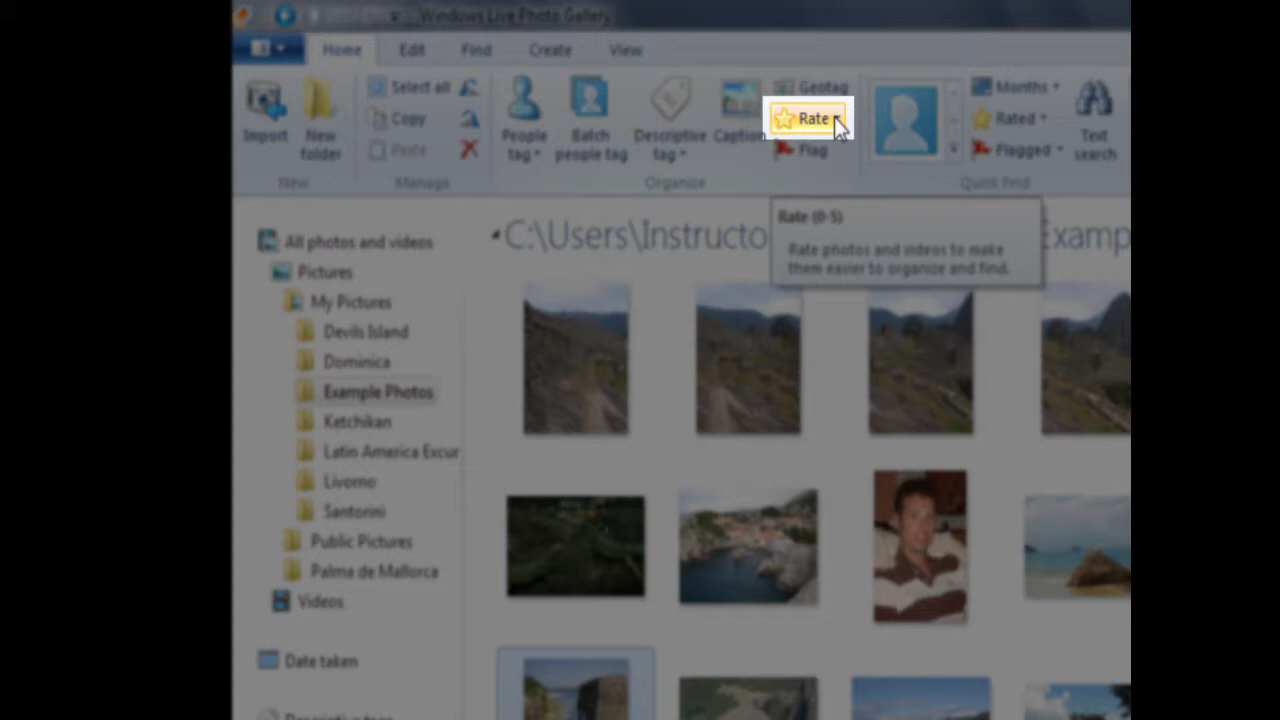 Windows Live Photo Gallery
Home Edit Find Create View
Import
New folder
New
Select all
Copy
Paste
Manage
People tag
Batch people tag
Descriptive tag
Caption
Geotag
Rate
Flag
Organize
Months
Rated
Flagged
Text search
Quick Find
Rate (0-5)
Rate photos and videos to make
them easier to organize and find.
C:\Users\Instructo
Examp
All photos and videos
Pictures
My Pictures
Devils Island
Dominica
Example Photos
Ketchikan
Latin America Excur
Livorno
Santorini
Public Pictures
Palma de Mallorca
Videos
Date taken
Descriptive tags